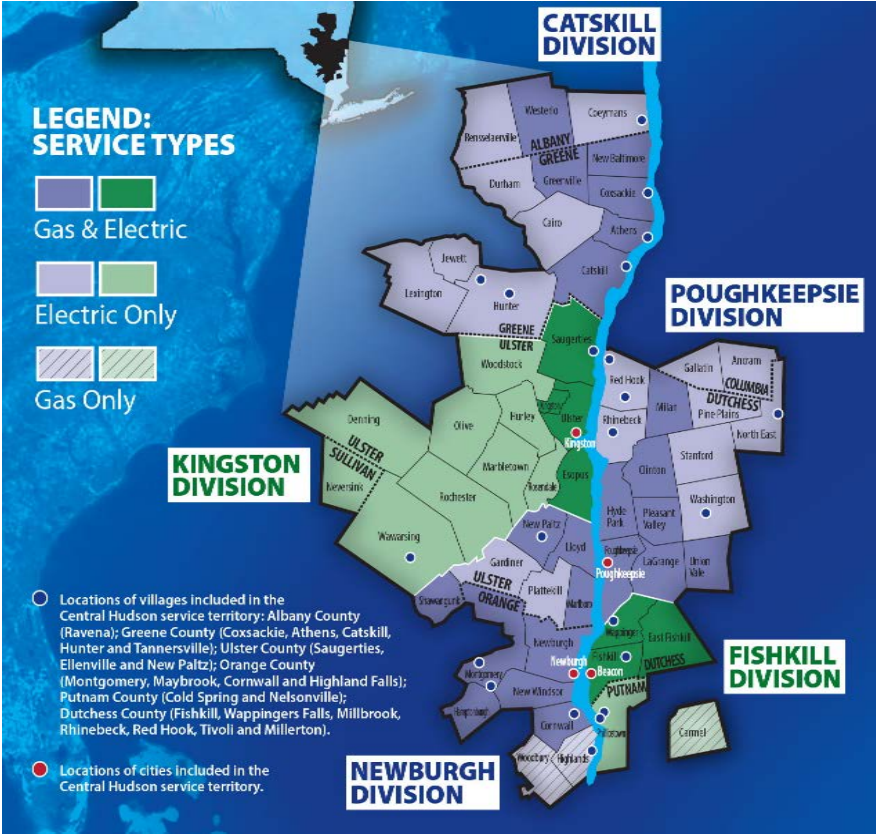 CATSKILL
DIVISION
LEGEND:
SERVICE TYPES
Gas & Electric
Electric Only
Gas Only
Westerlo
Coeymans
Rensselaerville
ALBANY
GREENE
New Baltimore
Durham
Greenville
Coxsackie
Cairo
Athens
Catskill
Jewett
Lexington
Hunter
GREENE
ULSTER
POUGHKEEPSIE
DIVISION
Saugerties
Woodstock
Gallatin
Ancram
COLUMBIA
DUTCHESS
Red Hook
Milan
Pine Plains
Rhinebeck
North East
Denning
Olive
Hurley
Ulster
Kingston
ULSTER
SULLIVAN
Neversink
KINGSTON
DIVISION
Marbletown
Rochester
Rosendale
Esopus
Stanford
Clinton
Washington
Hyde
Park
Pleasant
Valley
Wawarsing
New Paltz
Lloyd
Poughkeepsie
Poughkeepsie
LaGrange
Union
Vale
Gardiner
ULSTER
ORANGE
Plattekill
Marlboro
Shawangunk
Wappinger
East Fishkill
Newburgh
Newburgh
Fishkill
Beacon
DUTCHESS
PUTNAM
FISHKILL
DIVISION
Montgomery
New Windsor
Hamptonburgh
Cornwall
Philipstown
Carmel
Woodbury
Highlands
NEWBURGH
DIVISION
Locations of villages included in the
Central Hudson service territory: Albany County
(Ravena); Greene County (Coxsackie, Athens, Catskill,
Hunter and Tannersville); Ulster County (Saugerties,
Ellenville and New Paltz); Orange County
(Montgomery, Maybrook, Cornwall and Highland Falls);
Putnam County (Cold Spring and Nelsonville);
Dutchess County (Fishkill, Wappingers Falls, Millbrook,
Rhinebeck, Red Hook, Tivoli and Millerton).
Locations of cities included in the
Central Hudson service territory.